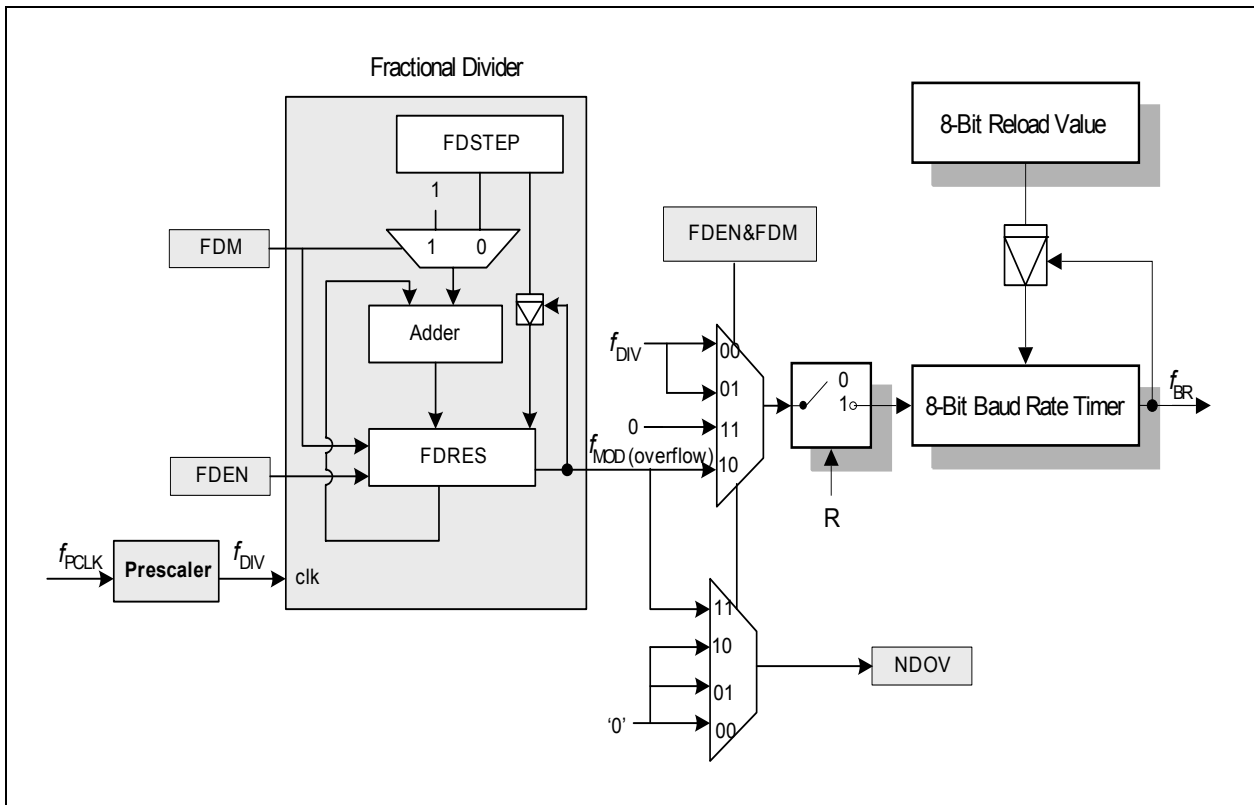 Fractional Divider
FDSTEP
8-Bit Reload Value
1
FDM
1 0
FDEN&FDM
Adder
fDIV
00
01
0
11
0
1
8-Bit Baud Rate Timer
fBR
FDRES
fMOD (overflow)
10
FDEN
R
fPCLK
Prescaler
fDIV
clk
11
10
NDOV
01
‘0’
00